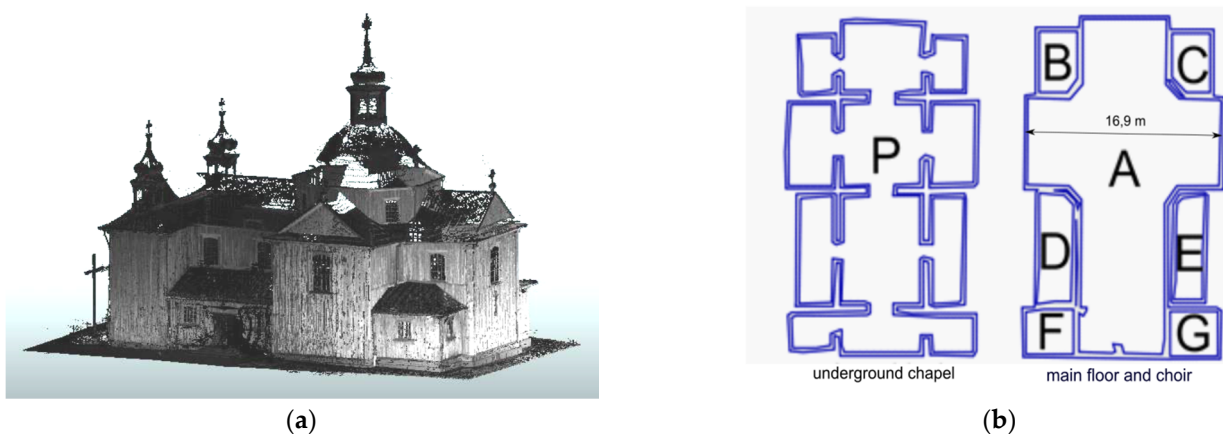 B
C
16,9 m
P
A
D
E
F
G
underground chapel
main floor and choir
(a)
(b)